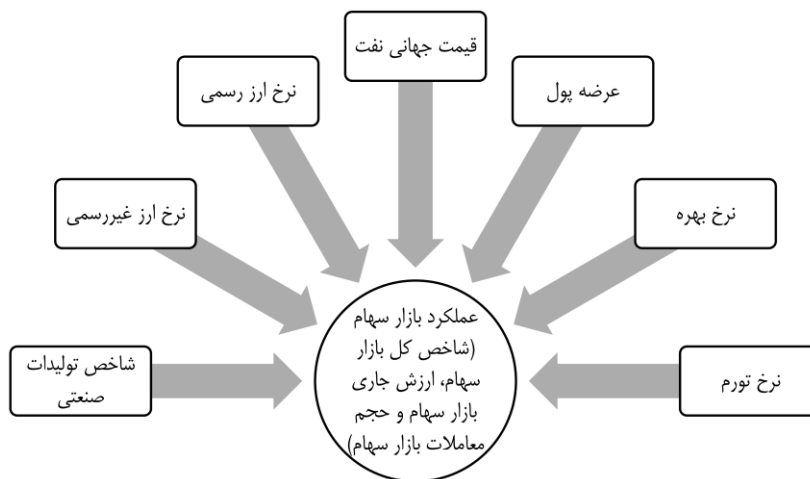 قیمت جهانی نفت
نرخ ارز رسمی
عرضه پول
نرخ ارز غیررسمی
نرخ بهره
شاخص تولیدات
صنعتی
نرخ تورم
عملکرد بازار سهام
(شاخص کل بازار
سهام، ارزش جاری
بازار سهام و حجم
معاملات بازار سهام)